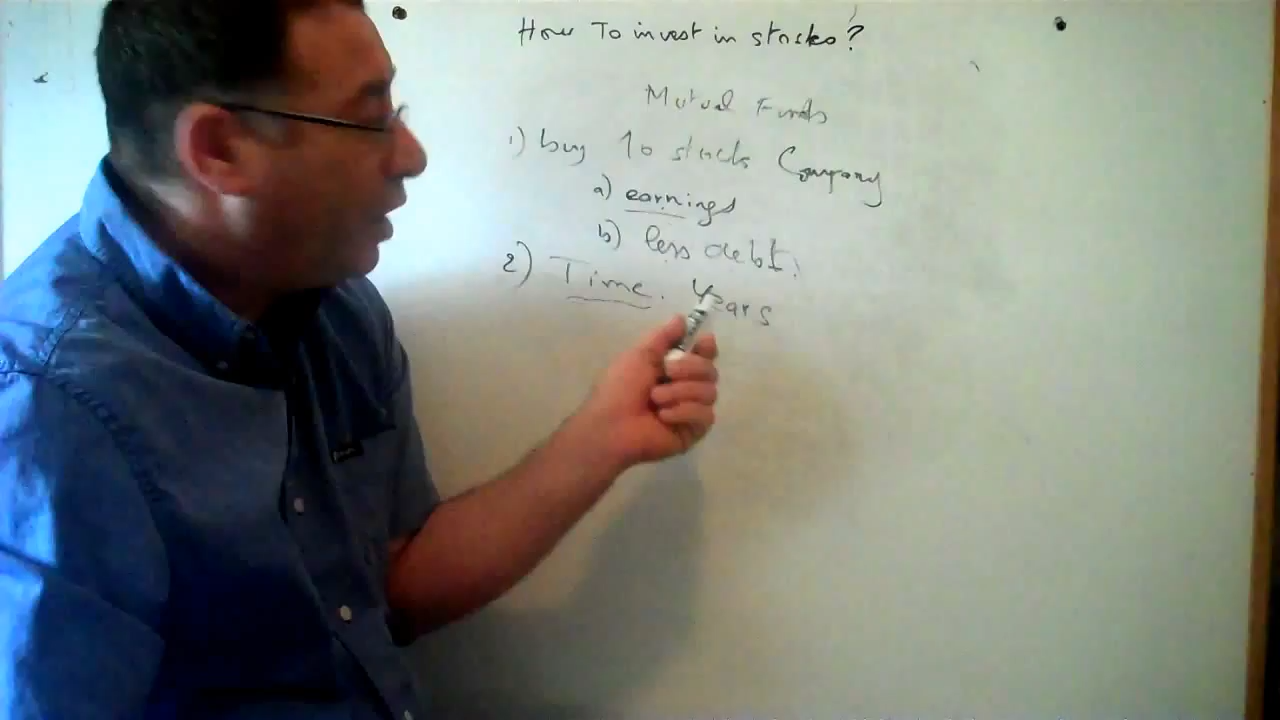 How To invest in stocks?
Mutual Funds
1) buy 10 stocks Company
a) earnings
b) less debt.
2) Time. Years